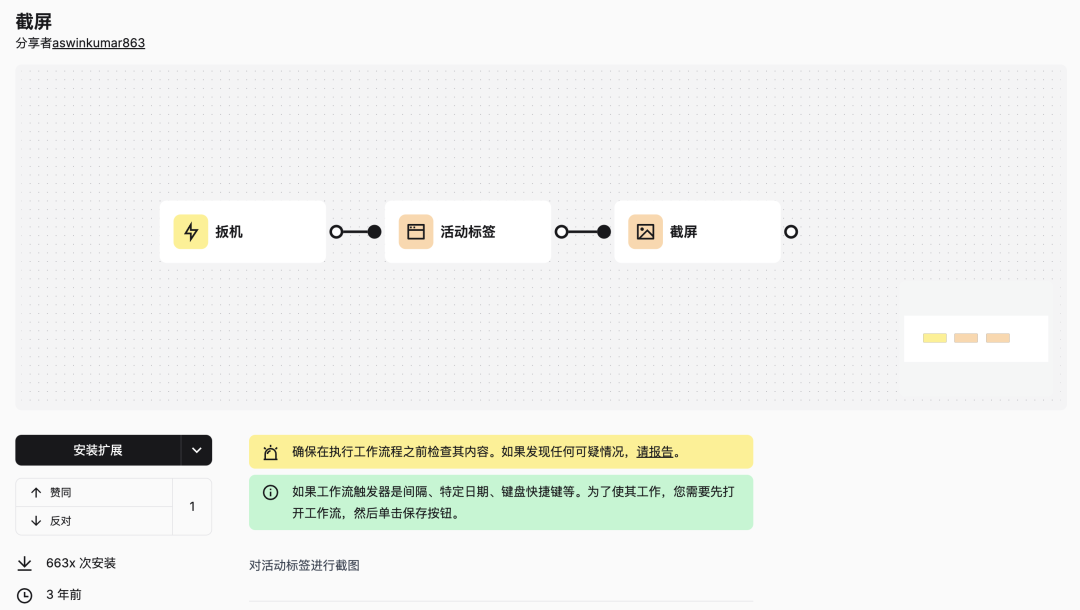 截屏
分享者aswinkumar863
扳机
活动标签
截屏
安装扩展
赞同
反对
1
663x 次安装
3 年前
确保在执行工作流程之前检查其内容。如果发现任何可疑情况，请报告。
如果工作流触发器是间隔、特定日期、键盘快捷键等。为了使其工作，您需要先打
开工作流，然后单击保存按钮。
对活动标签进行截图